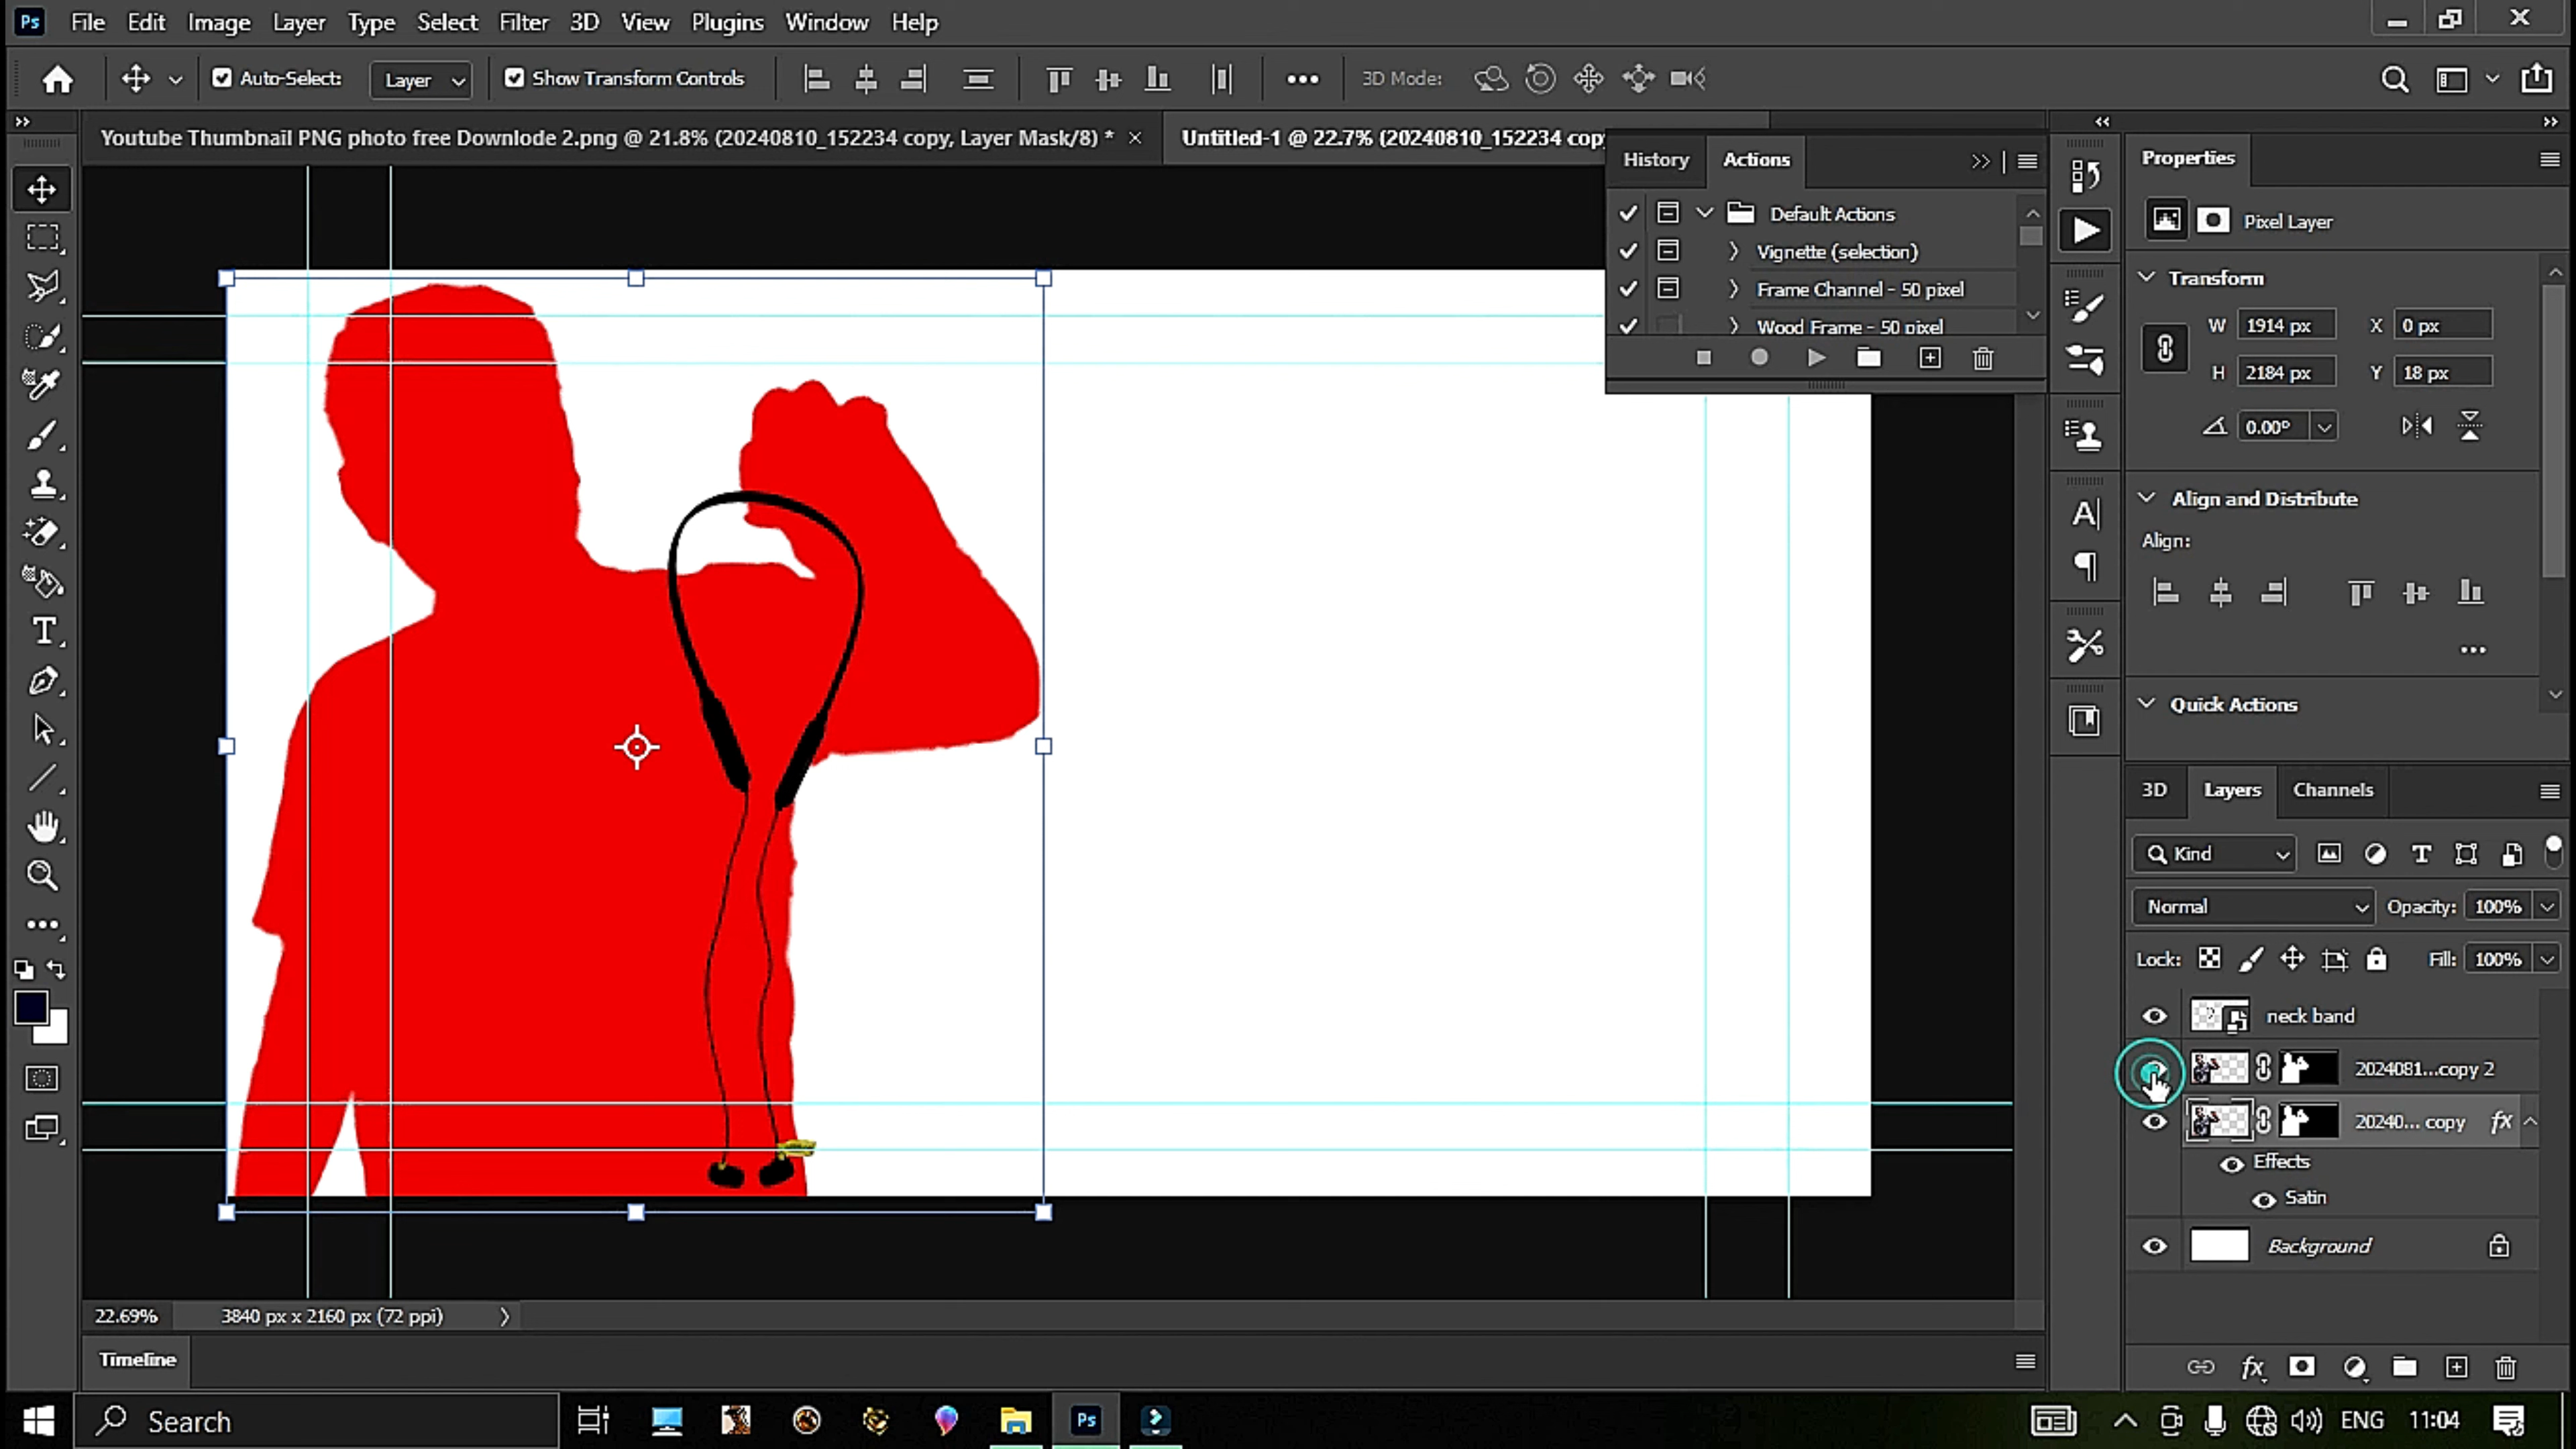 Ps File Edit Image Layer Type Select Filter 3D View Plugins Window Help
Auto-Select: Layer Show Transform Controls 3D Mode:
Youtube Thumbnail PNG photo free Downlode 2.png @ 21.8% (20240810_152234 copy, Layer Mask/8) * ×
Untitled-1 @ 22.7% (20240810_152234 cop
History Actions
Default Actions
Vignette (selection)
Frame Channel - 50 pixel
Wood Frame - 50 pixel
Properties
Pixel Layer
Transform
W 1914 px X 0 px
H 2184 px Y 18 px
0.00°
Align and Distribute
Align:
Quick Actions
3D Layers Channels
Kind
Normal Opacity: 100%
Lock: Fill: 100%
neck band
2024081...copy 2
20240... copy fx
Effects
Satin
Background
22.69% 3840 px x 2160 px (72 ppi)
Timeline
fx
Search Ps ENG 11:04